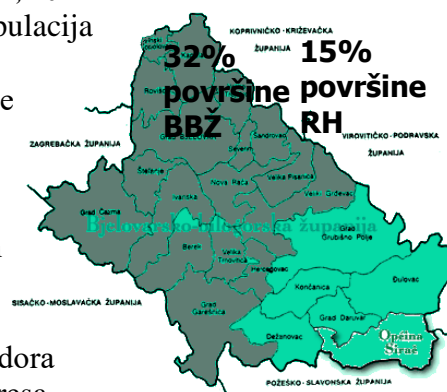 pulacija
e
dora
resa
KOPRIVNIČKO - KRIŽEVAČKA
ŽUPANIJA
32%
površine
BBŽ
15%
površine
RH
VIROVITIČKO - PODRAVSKA
ŽUPANIJA
ZAGREBAČKA ŽUPANIJA
Sandrovac
Severin
Štefanje
Nova Rača
Velika Pisanica
Veliki Grđevac
Ivanska
Grad Čazma
Bjelovarsko-bilogorska županija
Grad
Grubišno Polje
Berek
Velika
Trnovitica
Hercegovac
Končanica
Đulovac
SISAČKO - MOSLAVAČKA ŽUPANIJA
Grad
Garešnica
Grad Daruvar
Dežanovac
Općina
Sirač
POŽEŠKO - SLAVONSKA ŽUPANIJA